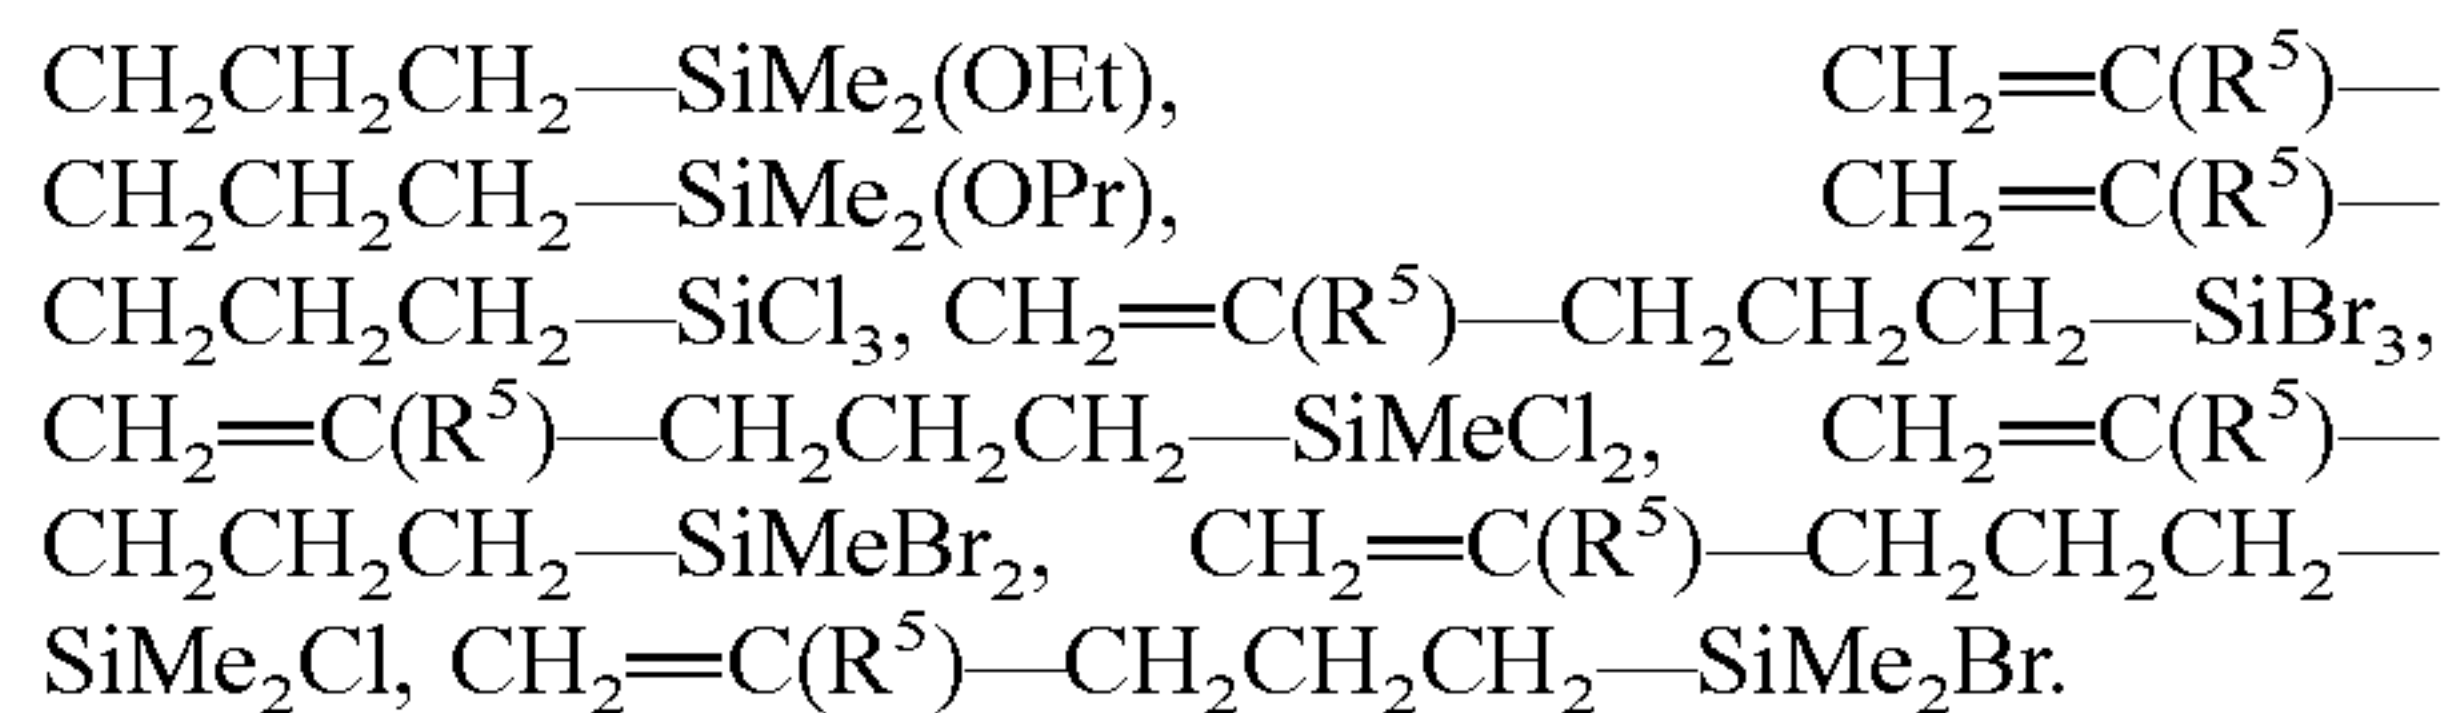 CH₂CH₂CH₂—SiMe₂(OEt), CH₂=C(R⁵)—
CH₂CH₂CH₂—SiMe₂(OPr), CH₂=C(R⁵)—
CH₂CH₂CH₂—SiCl₃, CH₂=C(R⁵)—CH₂CH₂CH₂—SiBr₃,
CH₂=C(R⁵)—CH₂CH₂CH₂—SiMeCl₂, CH₂=C(R⁵)—
CH₂CH₂CH₂—SiMeBr₂, CH₂=C(R⁵)—CH₂CH₂CH₂—
SiMe₂Cl, CH₂=C(R⁵)—CH₂CH₂CH₂—SiMe₂Br.